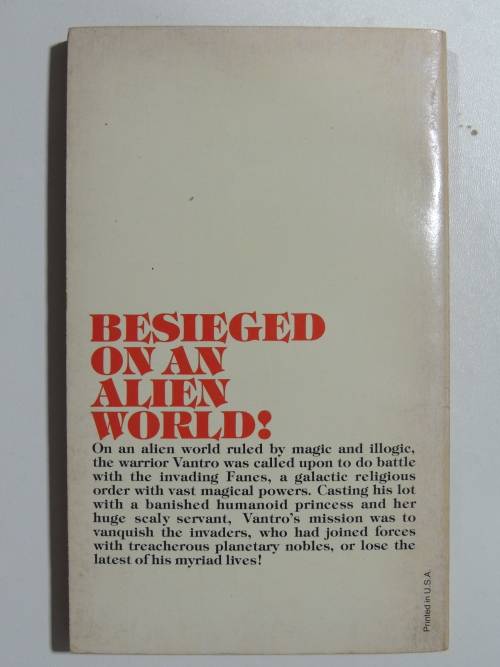 BESIEGED
ON AN
ALIEN
WORLD!
On an alien world ruled by magic and illogic,
the warrior Vantro was called upon to do battle
with the invading Fanes, a galactic religious
order with vast magical powers. Casting his lot
with a banished humanoid princess and her
huge scaly servant, Vantro's mission was to
vanquish the invaders, who had joined forces
with treacherous planetary nobles, or lose the
latest of his myriad lives!
Printed in U.S.A.